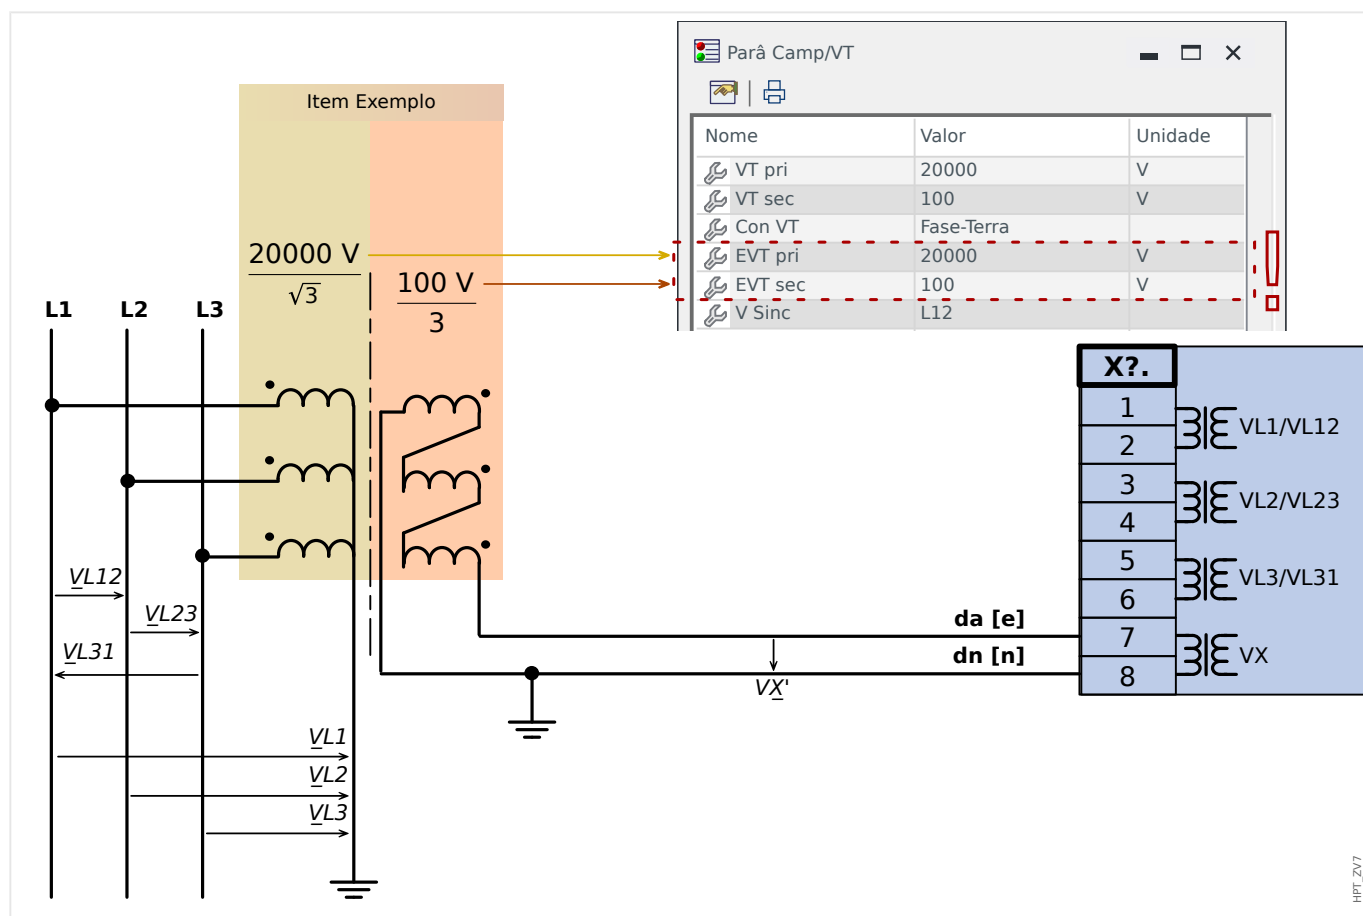 Parâ Camp/VT
Nome Valor Unidade
VT pri 20000 V
VT sec 100 V
Con VT Fase-Terra
EVT pri 20000 V
EVT sec 100 V
V Sinc L12
Item Exemplo
20000 V
√3
100 V
3
L1 L2 L3
X?.
1
2
3
4
5
6
7
8
VL1/VL12
VL2/VL23
VL3/VL31
VX
VL12
VL23
VL31
da [e]
dn [n]
VX'
VL1
VL2
VL3
HPT_ZV7